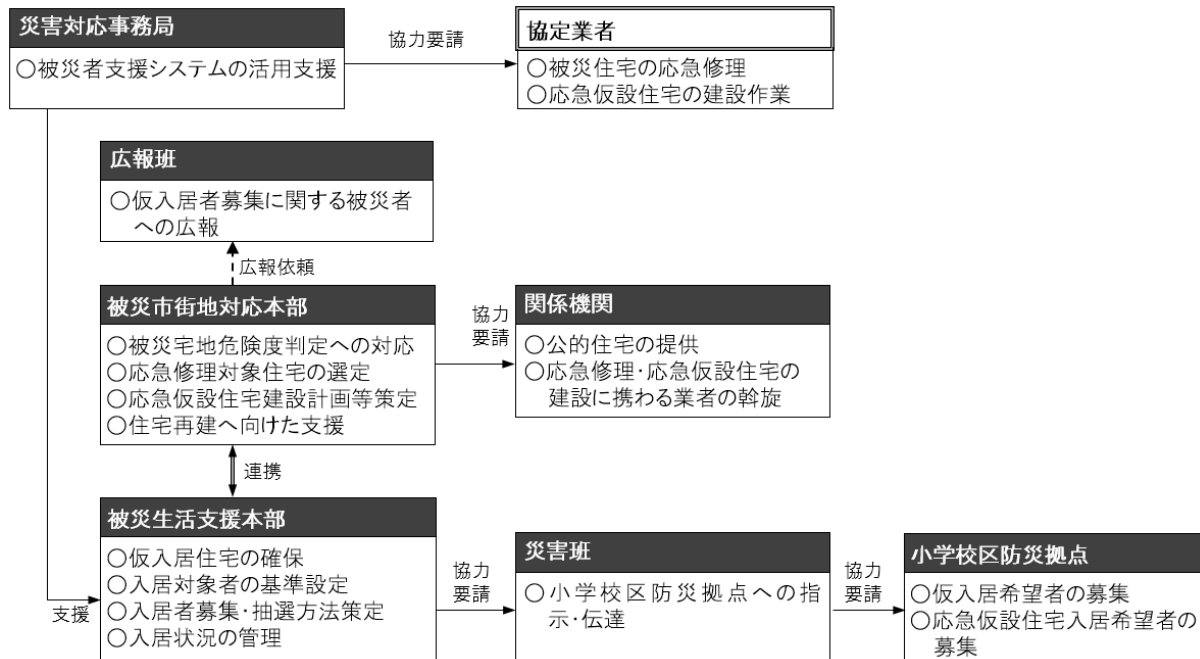 災害対応事務局
○被災者支援システムの活用支援
協力要請
協定業者
○被災住宅の応急修理
○応急仮設住宅の建設作業
広報班
○仮入居者募集に関する被災者
への広報
広報依頼
被災市街地対応本部
○被災宅地危険度判定への対応
○応急修理対象住宅の選定
○応急仮設住宅建設計画等策定
○住宅再建へ向けた支援
協力
要請
関係機関
○公的住宅の提供
○応急修理・応急仮設住宅の
建設に携わる業者の斡旋
連携
被災生活支援本部
○仮入居住宅の確保
○入居対象者の基準設定
○入居者募集・抽選方法策定
○入居状況の管理
支援
協力
要請
災害班
○小学校区防災拠点への指
示・伝達
協力
要請
小学校区防災拠点
○仮入居希望者の募集
○応急仮設住宅入居希望者の
募集